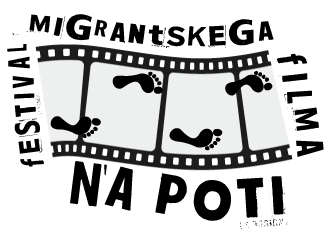 fESTIVAL
MiGRANtSKEGA
fiLMA
NA POTI